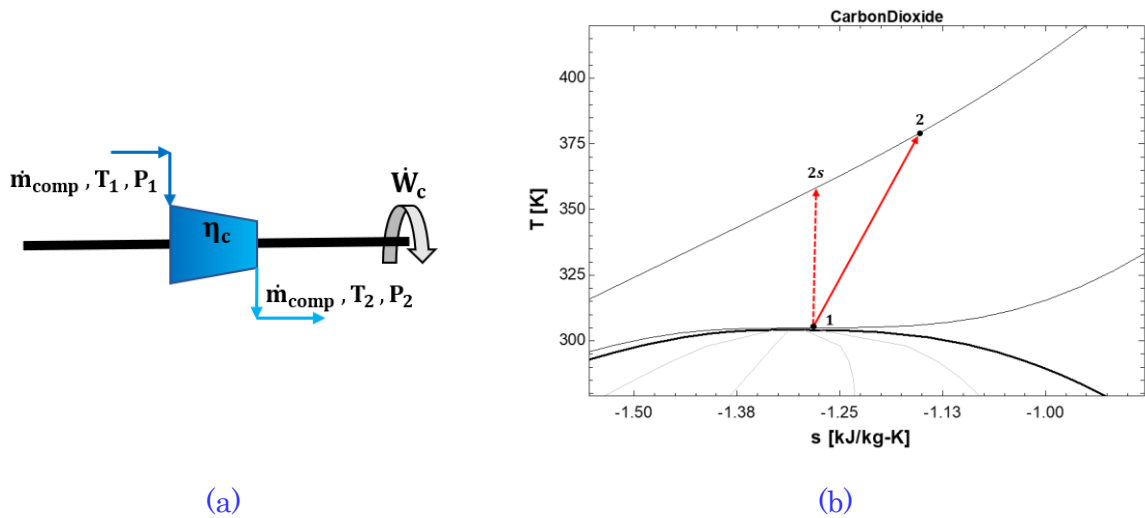 ṁcomp , T1 , P1
ηc
Ẇc
ṁcomp , T2 , P2
(a)
CarbonDioxide
T [K]
400
375
350
325
300
2
2s
1
-1.50
-1.38
-1.25
-1.13
-1.00
s [kJ/kg-K]
(b)